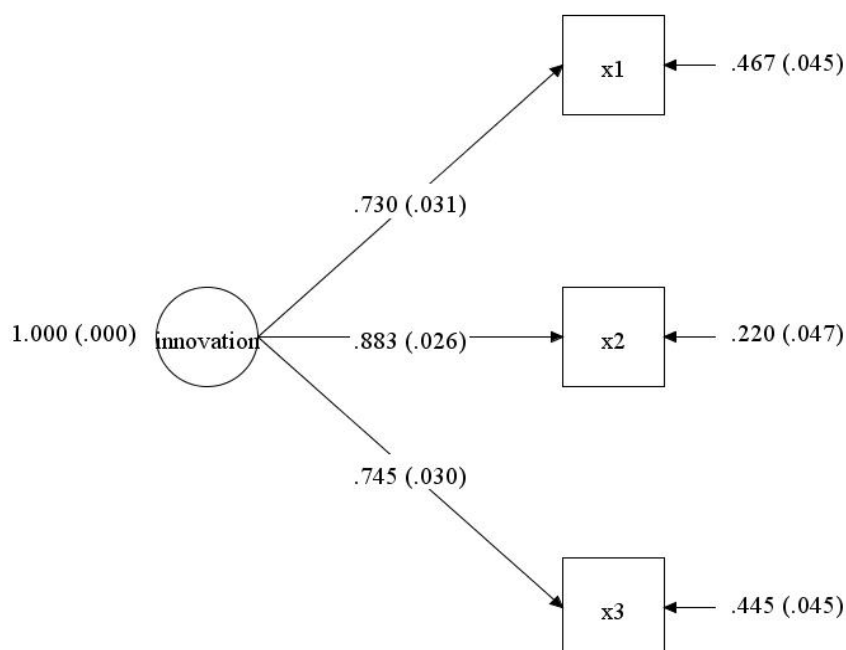 x1
.467 (.045)
.730 (.031)
1.000 (.000)
innovation
.883 (.026)
x2
.220 (.047)
.745 (.030)
x3
.445 (.045)